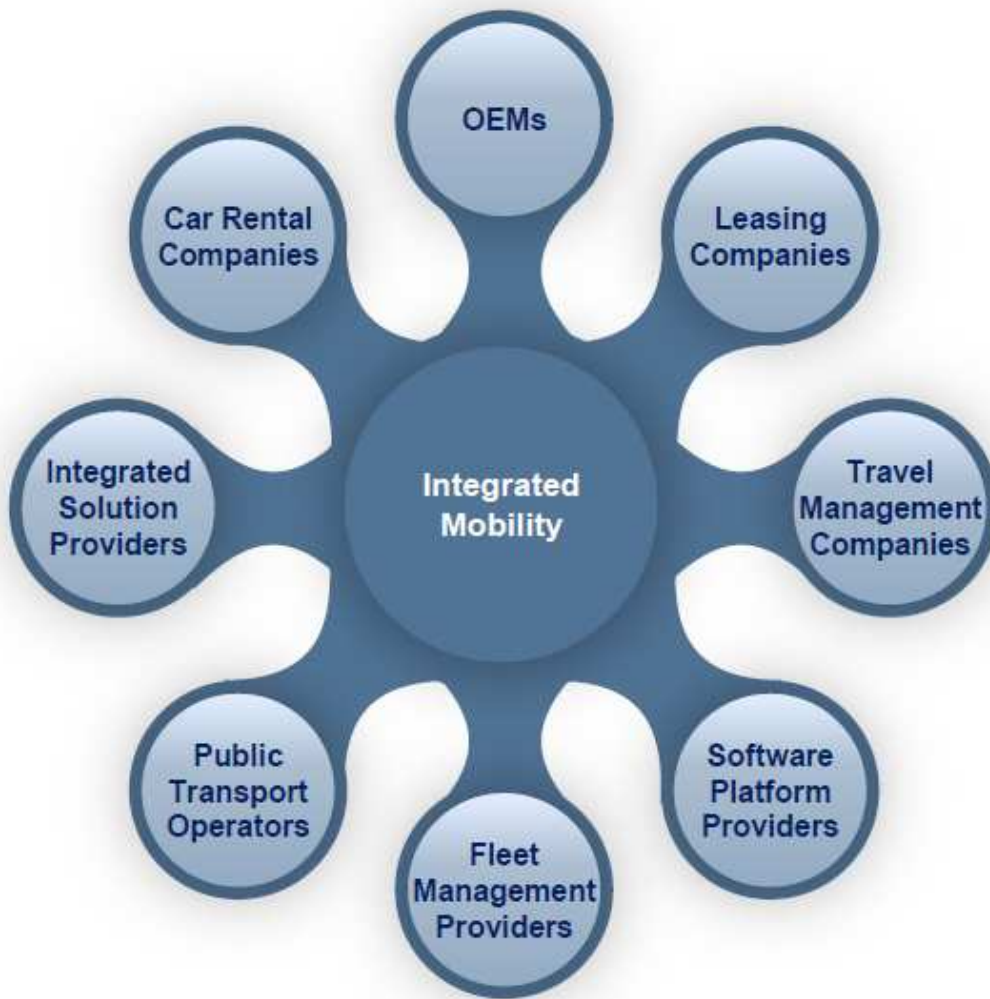 OEMs
Leasing
Companies
Travel
Management
Companies
Software
Platform
Providers
Fleet
Management
Providers
Public
Transport
Operators
Integrated
Solution
Providers
Car Rental
Companies
Integrated
Mobility